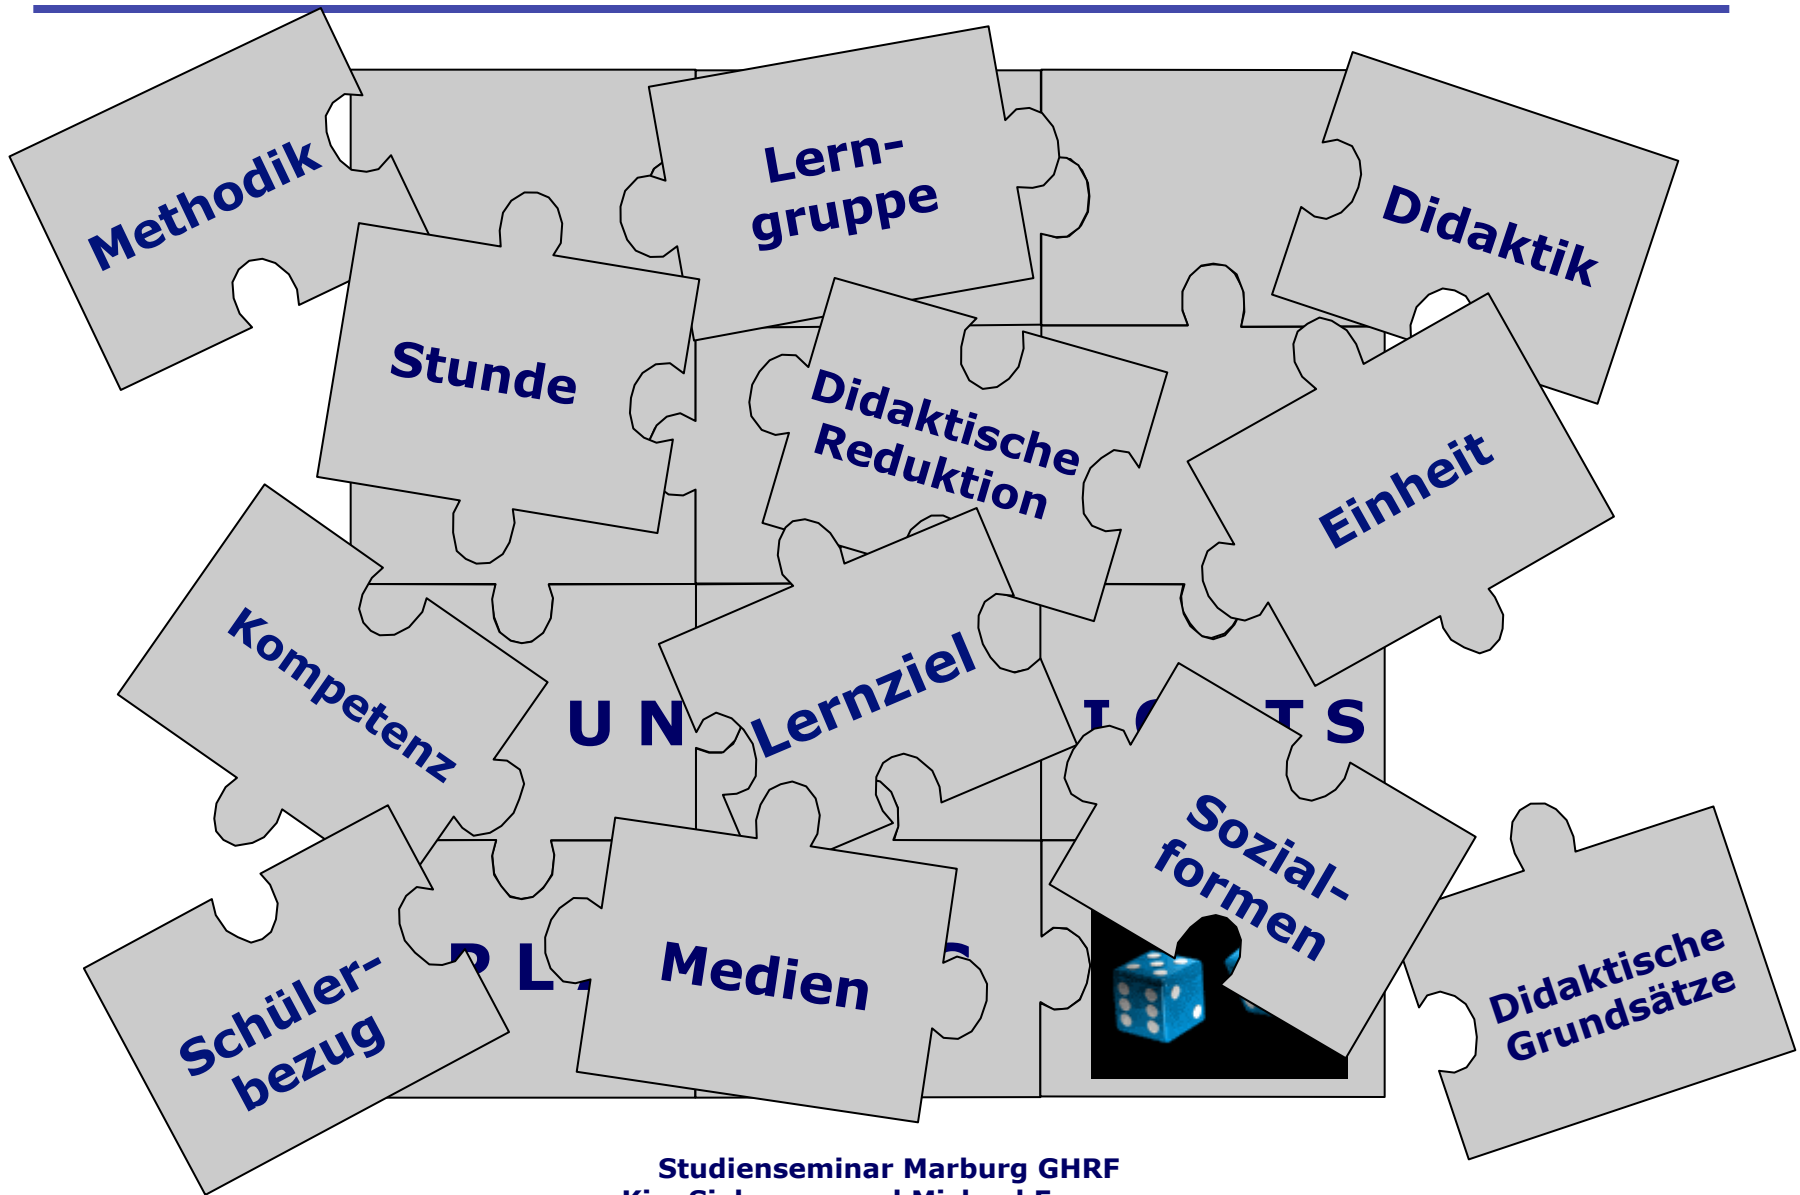 Methodik
Lern-
gruppe
Didaktik
Stunde
Didaktische
Reduktion
Einheit
Kompetenz
Lernziel
Sozial-
formen
Schüler-
bezug
Medien
Didaktische
Grundsätze
Studienseminar Marburg GHRF